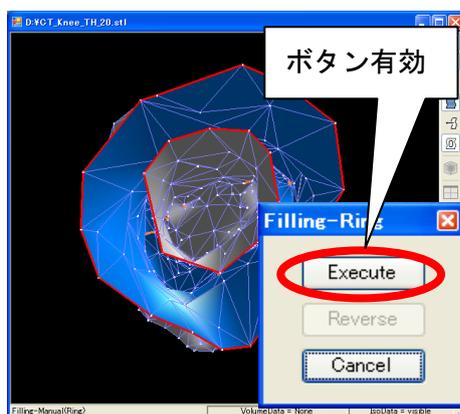 D:¥CT_Knee_TH_20.stl
ボタン有効
Filling-Ring
Execute
Reverse
Cancel
Filling-Manual(Ring)
VolumeData = None
IsoData = visible